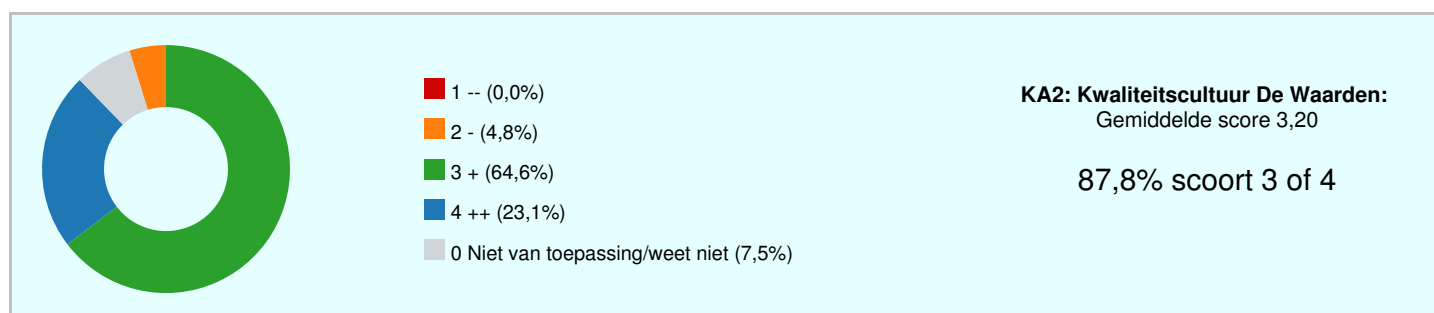 1 -- (0,0%)
2 - (4,8%)
3 + (64,6%)
4 ++ (23,1%)
0 Niet van toepassing/weet niet (7,5%)
KA2: Kwaliteitscultuur De Waarden:
Gemiddelde score 3,20
87,8% scoort 3 of 4